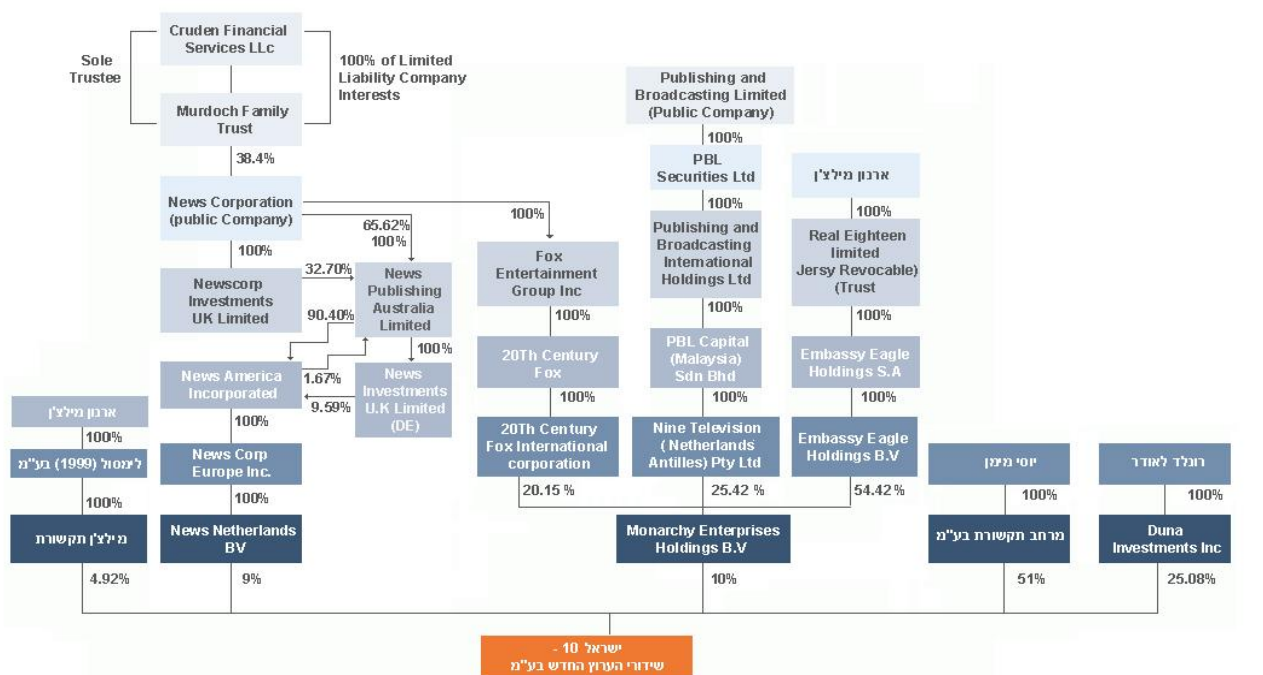 Cruden Financial
Services LLc
Sole
Trustee
100% of Limited
Liability Company
Interests
Murdoch Family
Trust
38.4%
News Corporation
(public Company)
100%
65.62%
100%
100%
Newscorp
Investments
UK Limited
32.70%
90.40%
News
Publishing
Australia
Limited
100%
News America
Incorporated
1.67%
9.59%
News
Investments
U.K Limited
(DE)
100%
News Corp
Europe Inc.
100%
News Netherlands
BV
9%
ארנון מילצ'ן
100%
לימסול (1999) בע"מ
100%
מילצ'ן תקשורת
4.92%
Fox
Entertainment
Group Inc
100%
20Th Century
Fox
100%
20Th Century
Fox International
corporation
20.15 %
Publishing and
Broadcasting Limited
(Public Company)
100%
PBL
Securities Ltd
100%
Publishing and
Broadcasting
International
Holdings Ltd
100%
PBL Capital
(Malaysia)
Sdn Bhd
100%
Nine Television
( Netherlands
Antilles) Pty Ltd
25.42 %
ארנון מילצ'ן
100%
Real Eighteen
limited
Jersy Revocable)
(Trust
100%
Embassy Eagle
Holdings S.A
100%
Embassy Eagle
Holdings B.V
54.42 %
Monarchy Enterprises
Holdings B.V
10%
יוסי מימן
100%
מרחב תקשורת בע"מ
51%
רונלד לאודר
100%
Duna
Investments Inc
25.08%
ישראל 10 -
שידורי הערוץ החדש בע"מ